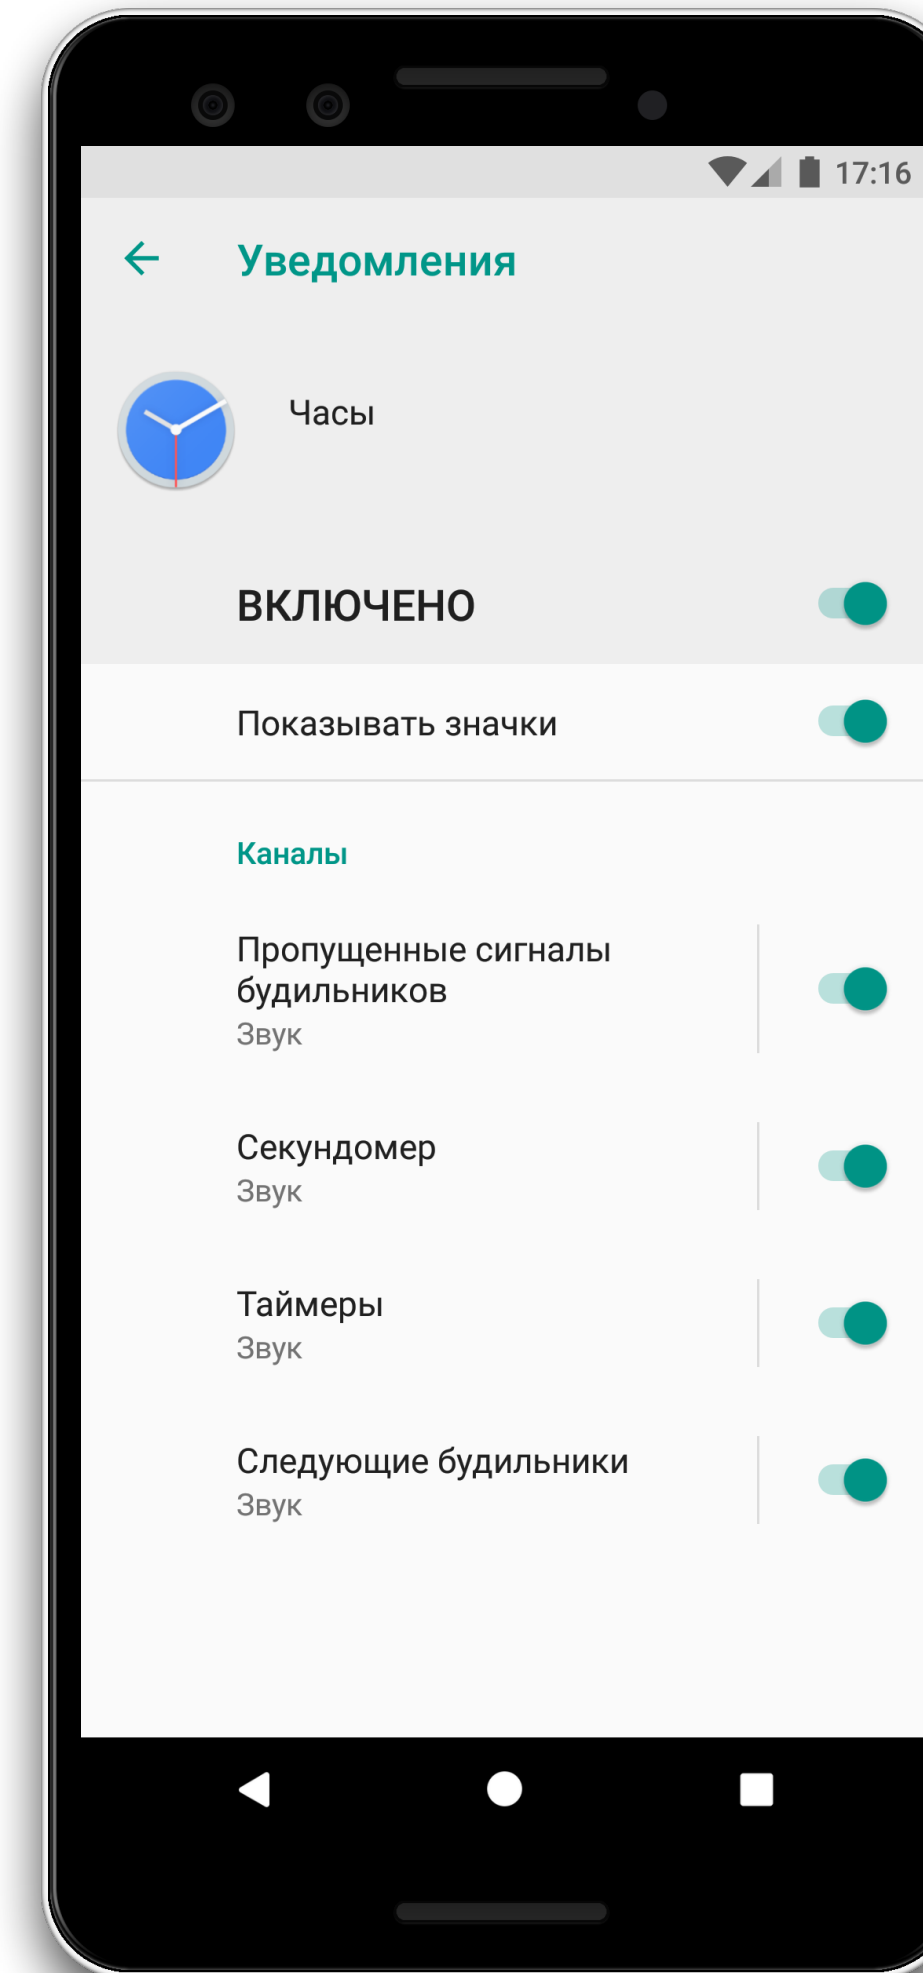 17:16
Уведомления
Часы
ВКЛЮЧЕНО
Показывать значки
Каналы
Пропущенные сигналы
будильников
Звук
Секундомер
Звук
Таймеры
Звук
Следующие будильники
Звук